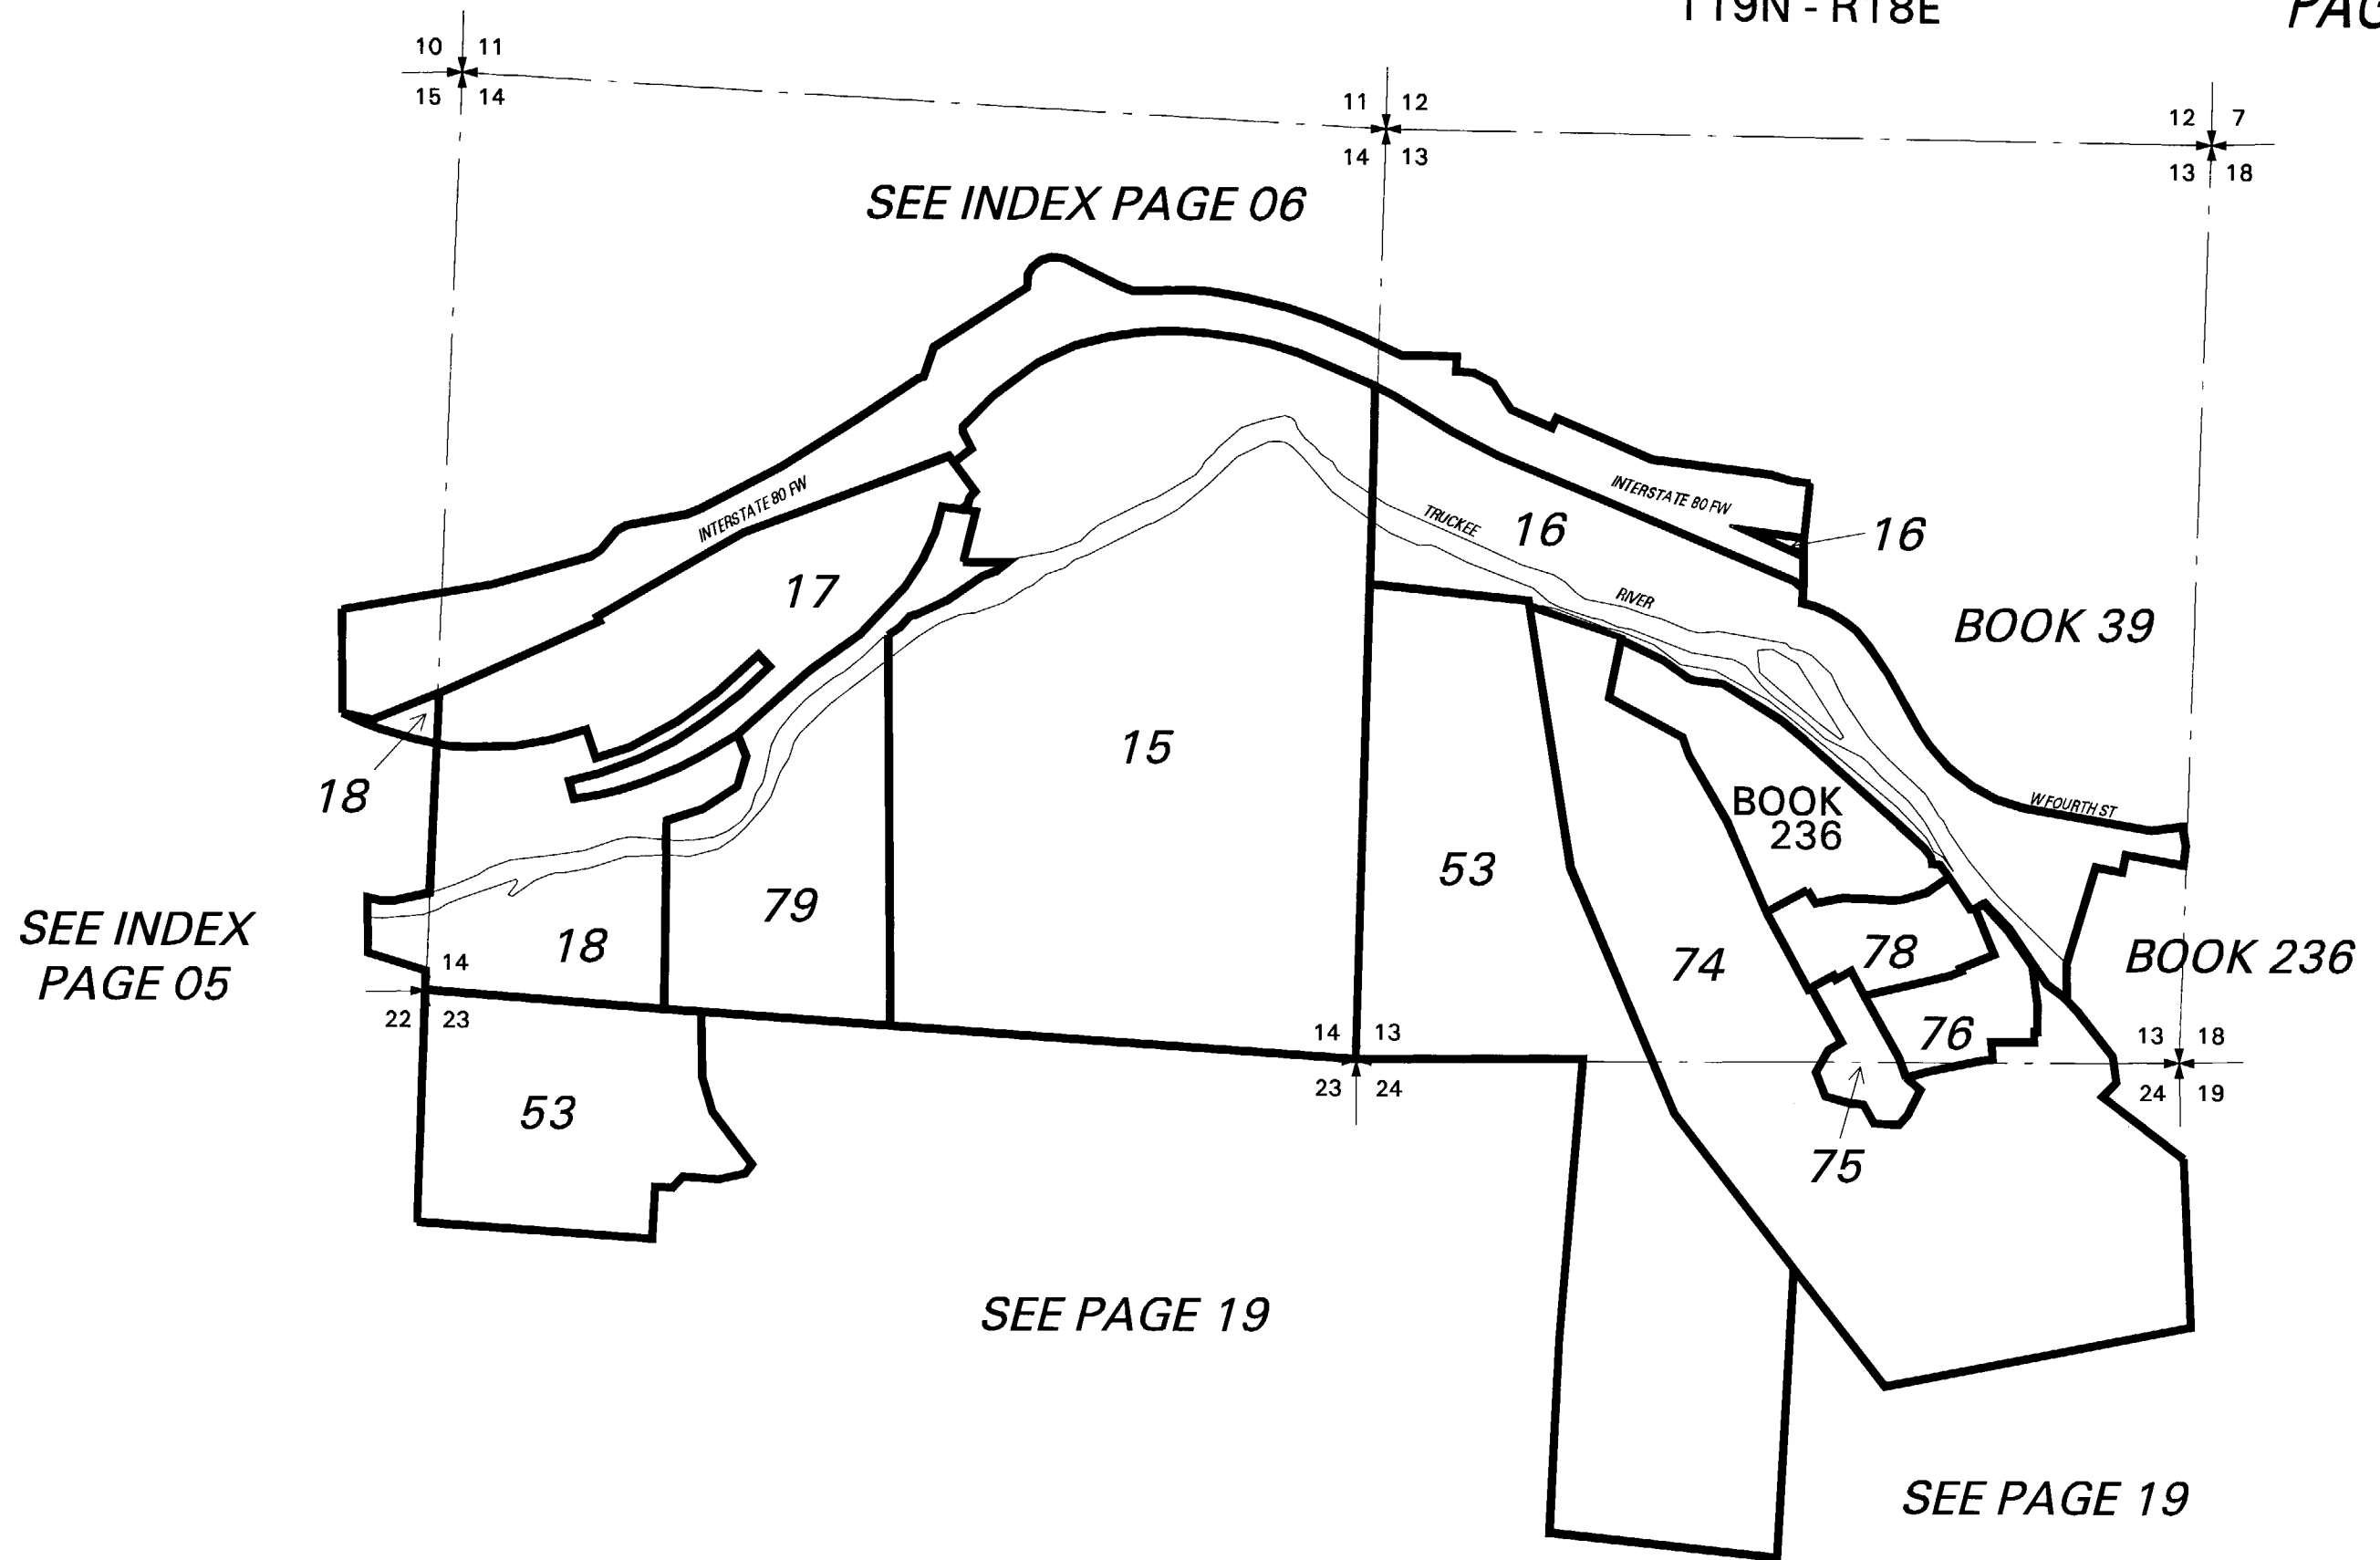 T19N - R18E
10 11
15 14
11 12
14 13
12 7
13 18
SEE INDEX PAGE 06
INTERSTATE 80 FW
INTERSTATE 80 FW
TRUCKEE
16
16
17
RIVER
BOOK 39
18
15
BOOK
236
W FOURTH ST
53
79
SEE INDEX
PAGE 05
18
74
78
BOOK 236
14
22 23
76
14 13
23 24
13 18
24 19
53
75
SEE PAGE 19
SEE PAGE 19